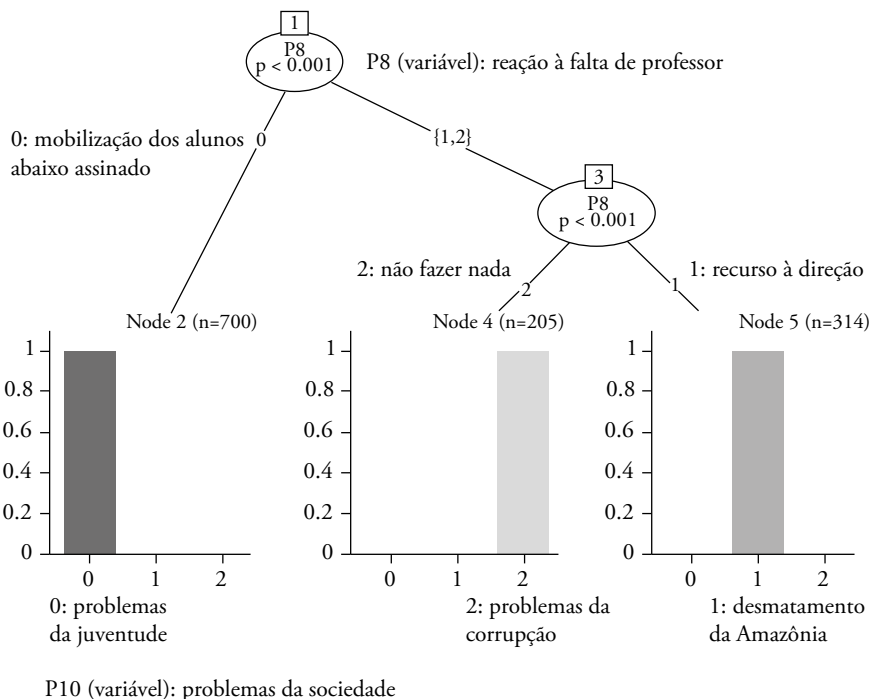 1
P8
p < 0.001
P8 (variável): reação à falta de professor
0: mobilização dos alunos
abaixo assinado
0
{1,2}
3
P8
p < 0.001
2: não fazer nada
2
1: recurso à direção
1
Node 2 (n=700)
1
0.8
0.6
0.4
0.2
0
0 1 2
0: problemas
da juventude
Node 4 (n=205)
1
0.8
0.6
0.4
0.2
0
0 1 2
2: problemas da
corrupção
Node 5 (n=314)
1
0.8
0.6
0.4
0.2
0
0 1 2
1: desmatamento
da Amazônia
P10 (variável): problemas da sociedade